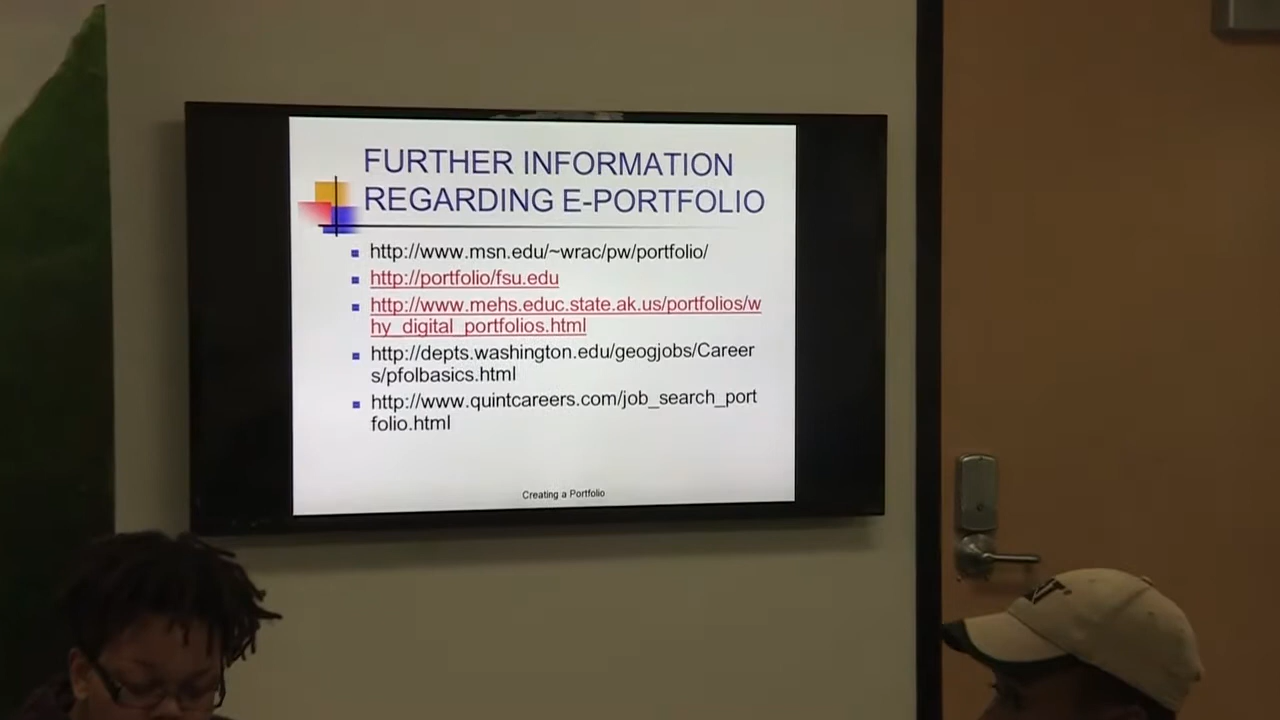 FURTHER INFORMATION
REGARDING E-PORTFOLIO
http://www.msn.edu/~wrac/pw/portfolio/
http://portfolio/fsu.edu
http://www.mehs.educ.state.ak.us/portfolios/w
hy_digital_portfolios.html
http://depts.washington.edu/geogjobs/Career
s/pfolbasics.html
http://www.quintcareers.com/job_search_port
folio.html
Creating a Portfolio